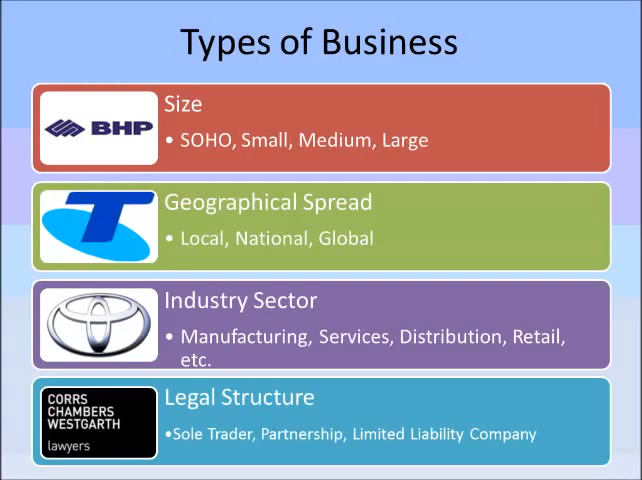 Types of Business
BHP
Size
• SOHO, Small, Medium, Large
T
Geographical Spread
• Local, National, Global
Industry Sector
• Manufacturing, Services, Distribution, Retail,
etc.
CORRS
CHAMBERS
WESTGARTH
lawyers
Legal Structure
•Sole Trader, Partnership, Limited Liability Company